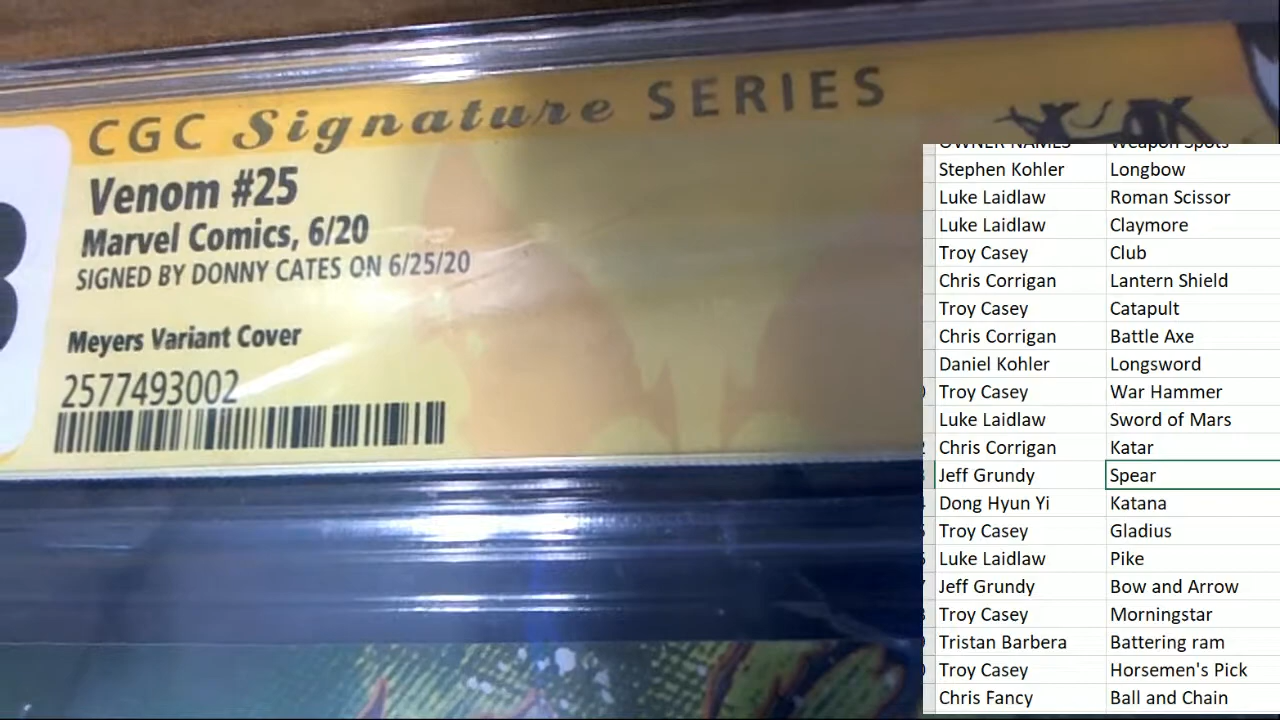 CGC Signature SERIES
Venom #25
Marvel Comics, 6/20
SIGNED BY DONNY CATES ON 6/25/20
Meyers Variant Cover
2577493002
OWNER NAMES Weapon Spots
Stephen Kohler Longbow
Luke Laidlaw Roman Scissor
Luke Laidlaw Claymore
Troy Casey Club
Chris Corrigan Lantern Shield
Troy Casey Catapult
Chris Corrigan Battle Axe
Daniel Kohler Longsword
Troy Casey War Hammer
Luke Laidlaw Sword of Mars
Chris Corrigan Katar
Jeff Grundy Spear
Dong Hyun Yi Katana
Troy Casey Gladius
Luke Laidlaw Pike
Jeff Grundy Bow and Arrow
Troy Casey Morningstar
Tristan Barbera Battering ram
Troy Casey Horsemen's Pick
Chris Fancy Ball and Chain